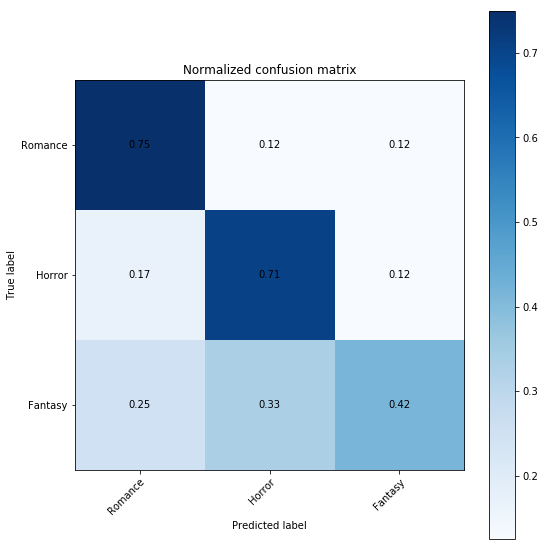 Normalized confusion matrix
True label
Romance
0.75 0.12 0.12
Horror
0.17 0.71 0.12
Fantasy
0.25 0.33 0.42
Romance Horror Fantasy
Predicted label
0.7
0.6
0.5
0.4
0.3
0.2